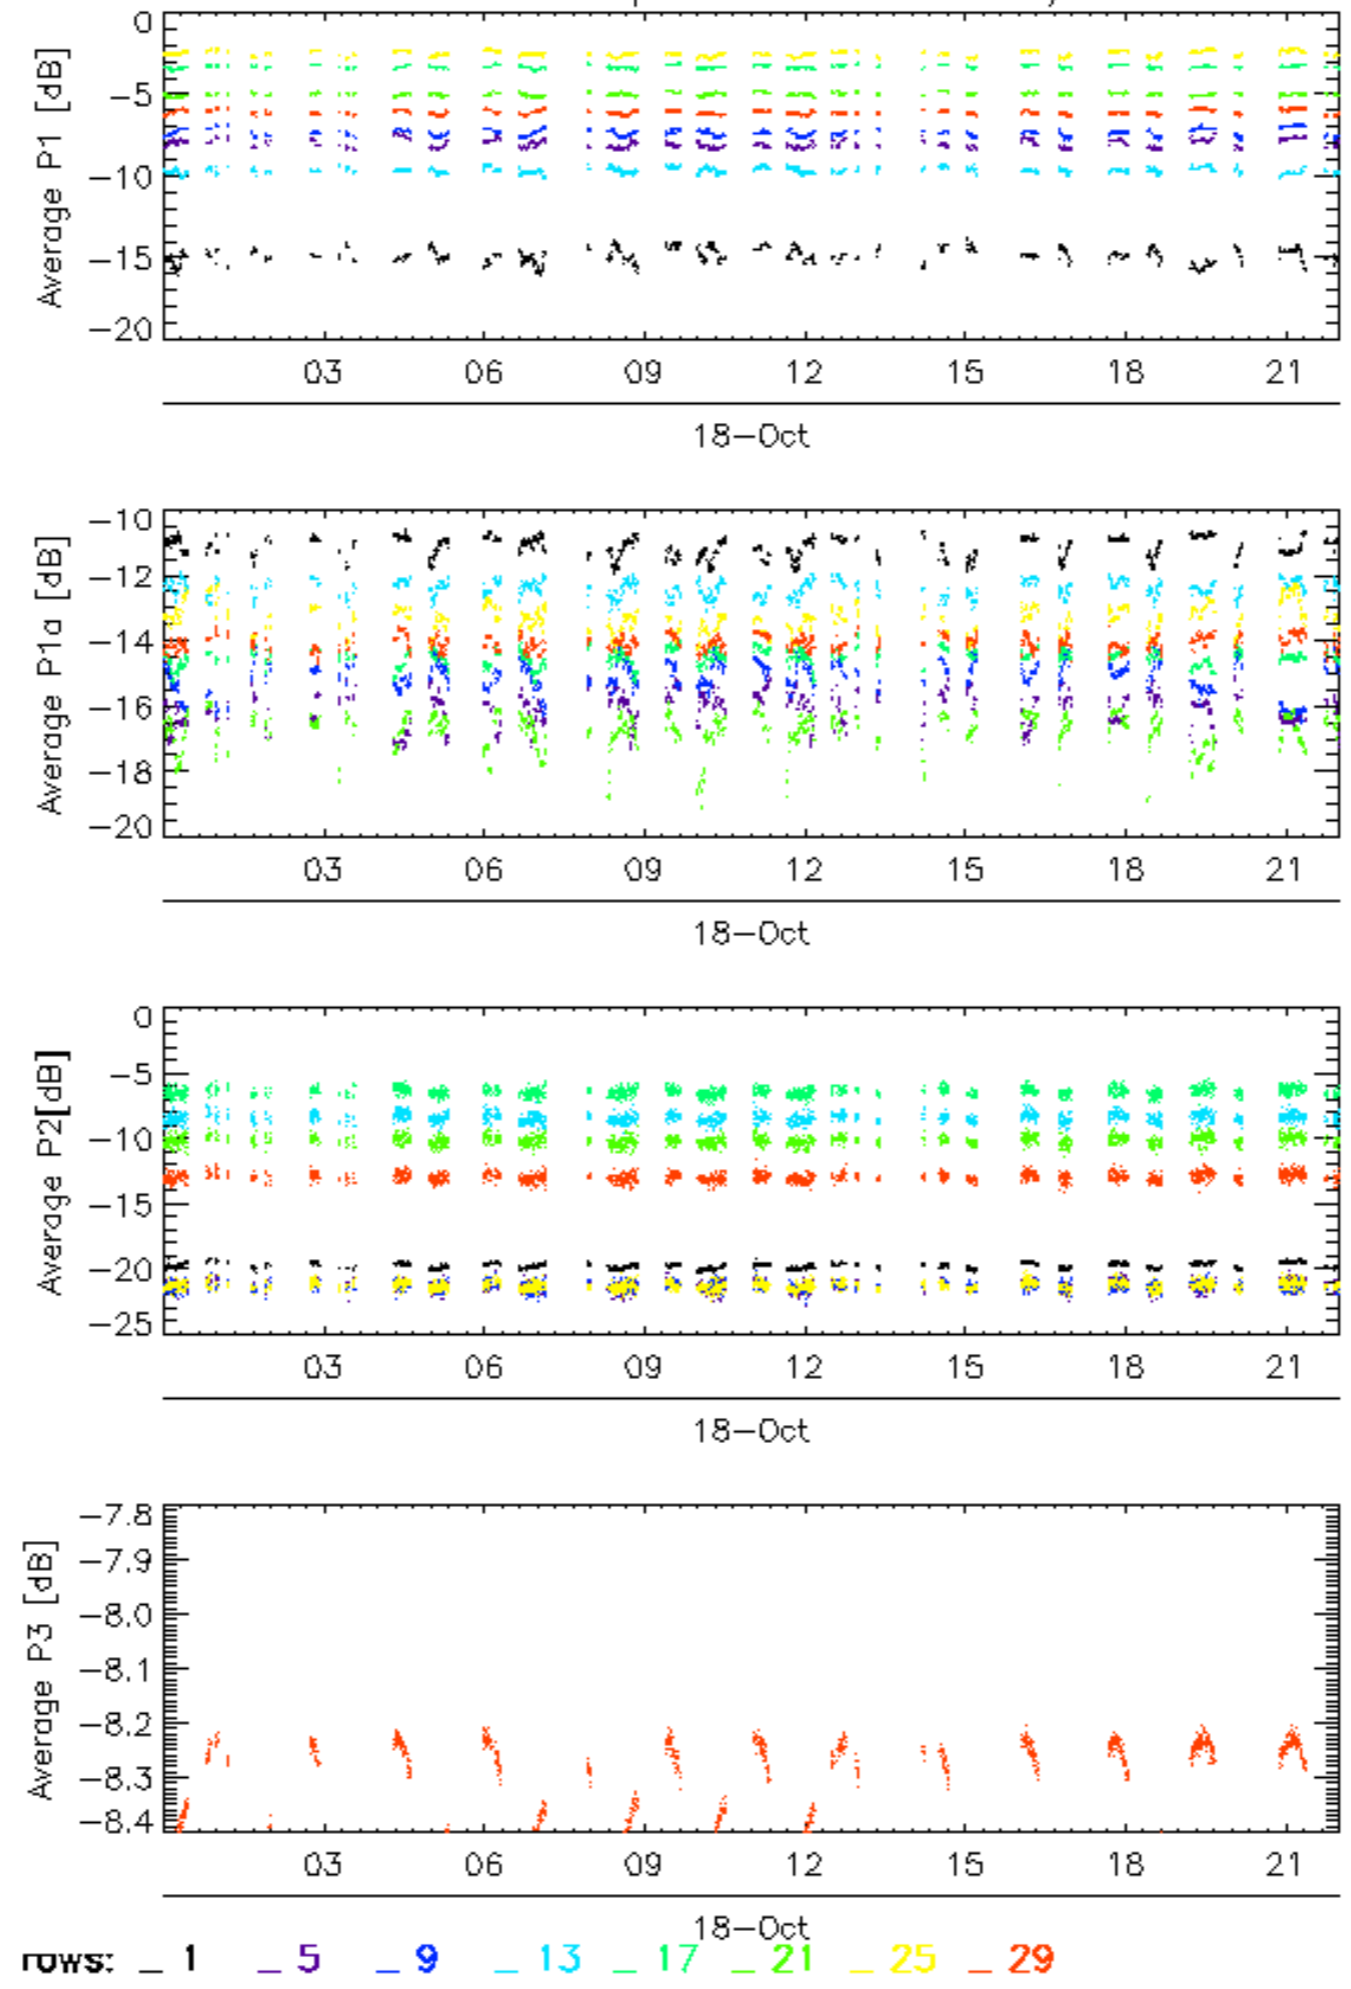 Average P1 [dB]
0
−5
−10
−15
−20
03 06 09 12 15 18 21
18−Oct
Average P1a [dB]
−10
−12
−14
−16
−18
−20
03 06 09 12 15 18 21
18−Oct
Average P2[dB]
0
−5
−10
−15
−20
−25
03 06 09 12 15 18 21
18−Oct
Average P3 [dB]
−7.8
−7.9
−8.0
−8.1
−8.2
−8.3
−8.4
03 06 09 12 15 18 21
18−Oct
rows: _ 1 _ 5 _ 9 _ 13 _ 17 _ 21 _ 25 _ 29